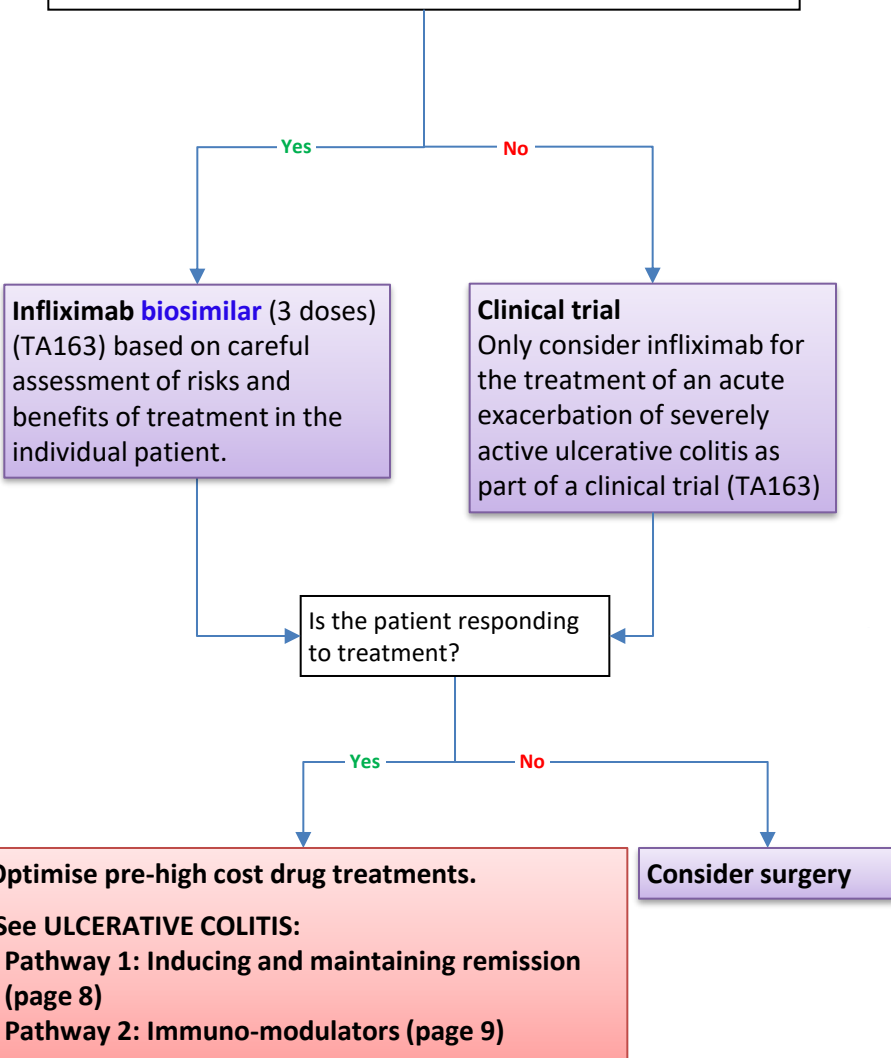 Yes
No
Infliximab biosimilar (3 doses)
(TA163) based on careful
assessment of risks and
benefits of treatment in the
individual patient.
Clinical trial
Only consider infliximab for
the treatment of an acute
exacerbation of severely
active ulcerative colitis as
part of a clinical trial (TA163)
Is the patient responding
to treatment?
Yes
No
Optimise pre-high cost drug treatments.
See ULCERATIVE COLITIS:
Pathway 1: Inducing and maintaining remission
(page 8)
Pathway 2: Immuno-modulators (page 9)
Consider surgery